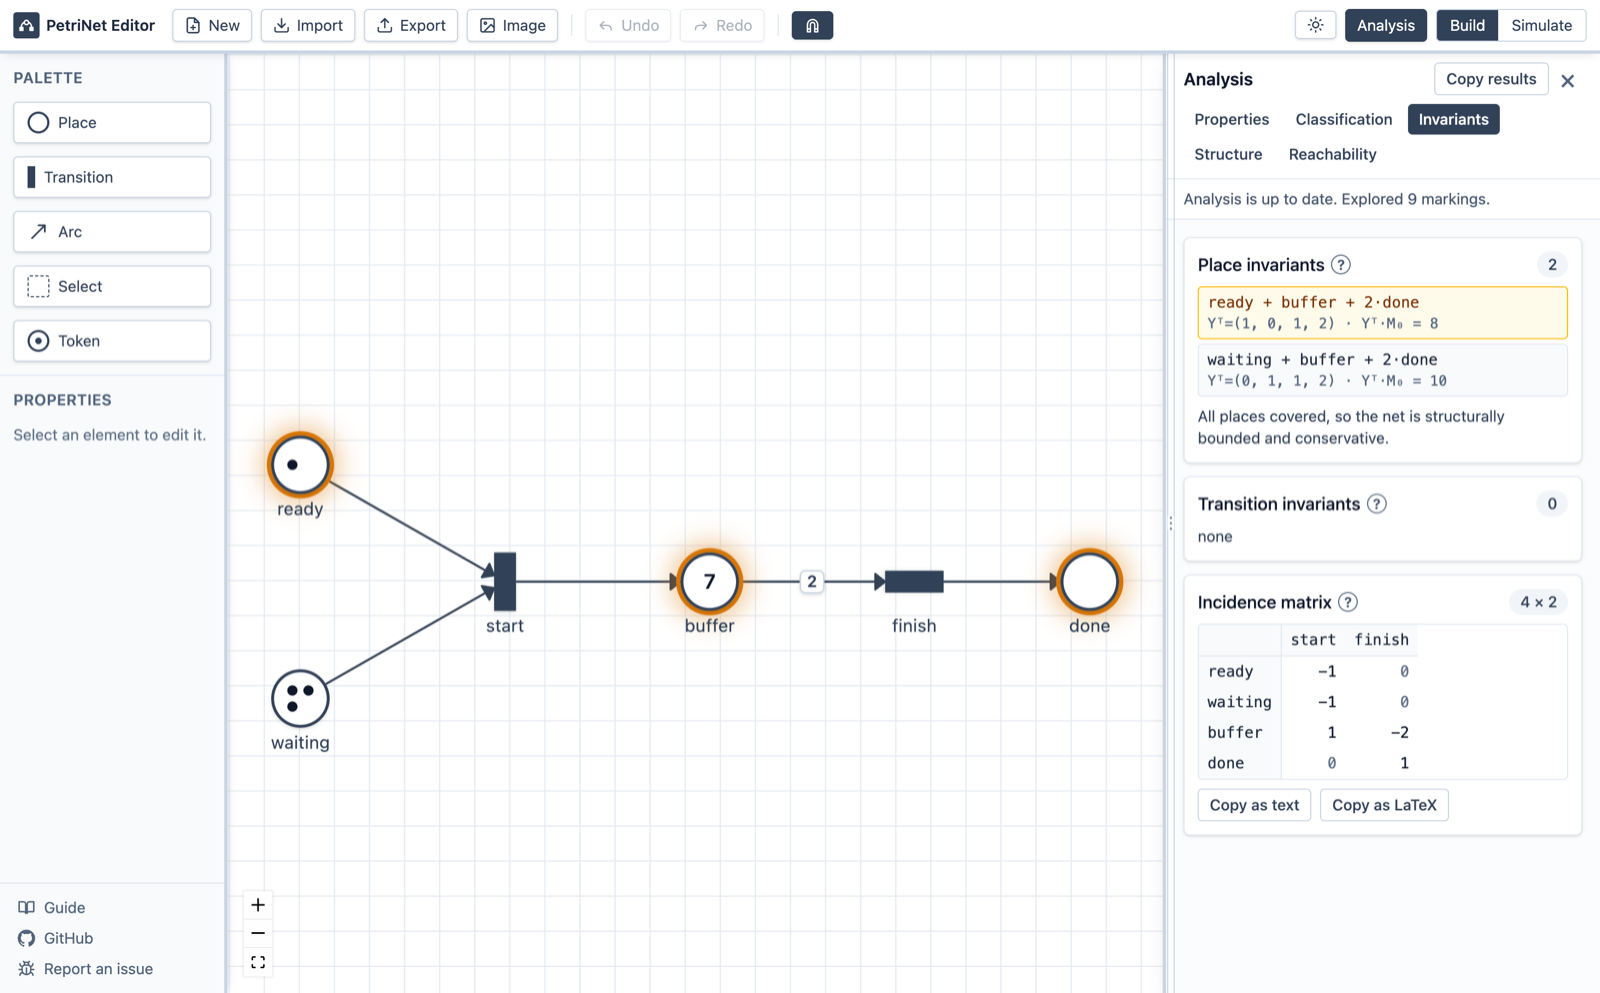 PetriNet Editor
New
Import
Export
Image
Undo
Redo
Analysis
Build
Simulate
PALETTE
Place
Transition
Arc
Select
Token
PROPERTIES
Select an element to edit it.
Guide
GitHub
Report an issue
ready
waiting
start
7
buffer
2
finish
done
Analysis
Copy results
Properties
Classification
Invariants
Structure
Reachability
Analysis is up to date. Explored 9 markings.
Place invariants ?
2
ready + buffer + 2·done
Yᵀ=(1, 0, 1, 2) · Yᵀ·M₀ = 8
waiting + buffer + 2·done
Yᵀ=(0, 1, 1, 2) · Yᵀ·M₀ = 10
All places covered, so the net is structurally
bounded and conservative.
Transition invariants ?
0
none
Incidence matrix ?
4 × 2
start finish
ready −1 0
waiting −1 0
buffer 1 −2
done 0 1
Copy as text
Copy as LaTeX